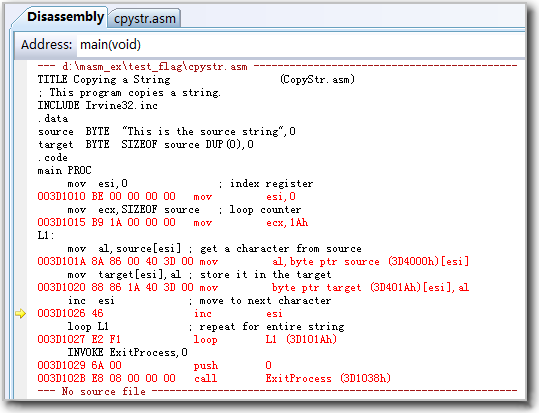 Disassembly cpystr.asm
Address: main(void)
--- d:\masm_ex\test_flag\cpystr.asm ---
TITLE Copying a String (CopyStr.asm)
; This program copies a string.
INCLUDE Irvine32.inc
.data
source BYTE "This is the source string",0
target BYTE SIZEOF source DUP(0),0
.code
main PROC
mov esi,0 ; index register
003D1010 BE 00 00 00 00 mov esi,0
mov ecx,SIZEOF source ; loop counter
003D1015 B9 1A 00 00 00 mov ecx,1Ah
L1:
mov al,source[esi] ; get a character from source
003D101A 8A 86 00 40 3D 00 mov al,byte ptr source (3D4000h)[esi]
mov target[esi],al ; store it in the target
003D1020 88 86 1A 40 3D 00 mov byte ptr target (3D401Ah)[esi],al
inc esi ; move to next character
003D1026 46 inc esi
loop L1 ; repeat for entire string
003D1027 E2 F1 loop L1 (3D101Ah)
INVOKE ExitProcess,0
003D1029 6A 00 push 0
003D102B E8 08 00 00 00 call ExitProcess (3D1038h)
--- No source file ---